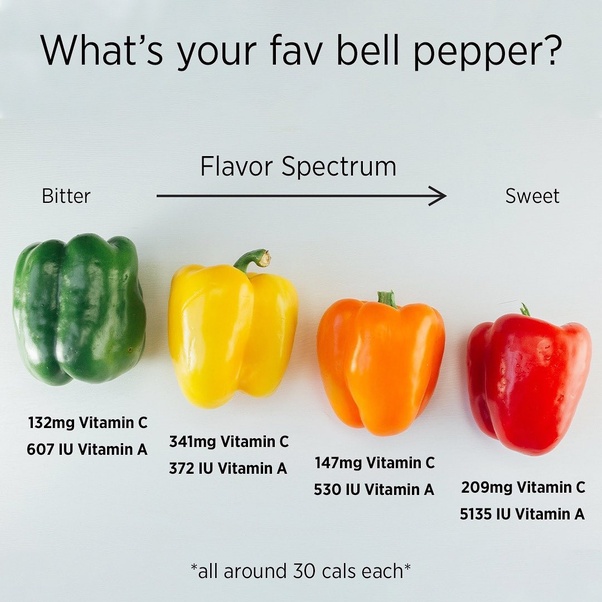 What's your fav bell pepper?
Flavor Spectrum
Bitter
Sweet
132mg Vitamin C
607 IU Vitamin A
341mg Vitamin C
372 IU Vitamin A
147mg Vitamin C
530 IU Vitamin A
209mg Vitamin C
5135 IU Vitamin A
*all around 30 cals each*